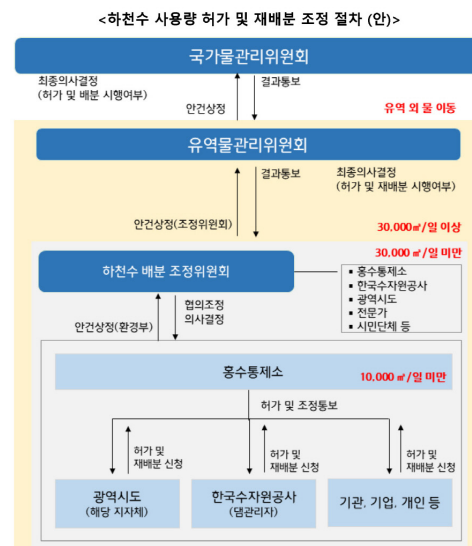 <하천수 사용량 허가 및 재배분 조정 절차 (안)>
국가물관리위원회
최종의사결정
(허가 및 배분 시행여부)
안건상정
결과통보
유역 외 물 이동
유역물관리위원회
결과통보
최종의사결정
(허가 및 재배분 시행여부)
안건상정(조정위원회)
30.000㎥/일 이상
30.000㎥/일 미만
하천수 배분 조정위원회
▪ 홍수통제소
▪ 한국수자원공사
▪ 광역시도
▪ 전문가
▪ 시민단체 등
협의조정
의사결정
안건상정(환경부)
홍수통제소
10.000 ㎥/일 미만
허가 및 조정통보
허가 및
재배분 신청
허가 및
재배분 신청
허가 및
재배분 신청
광역시도
(해당 지자체)
한국수자원공사
(댐관리자)
기관. 기업. 개인 등